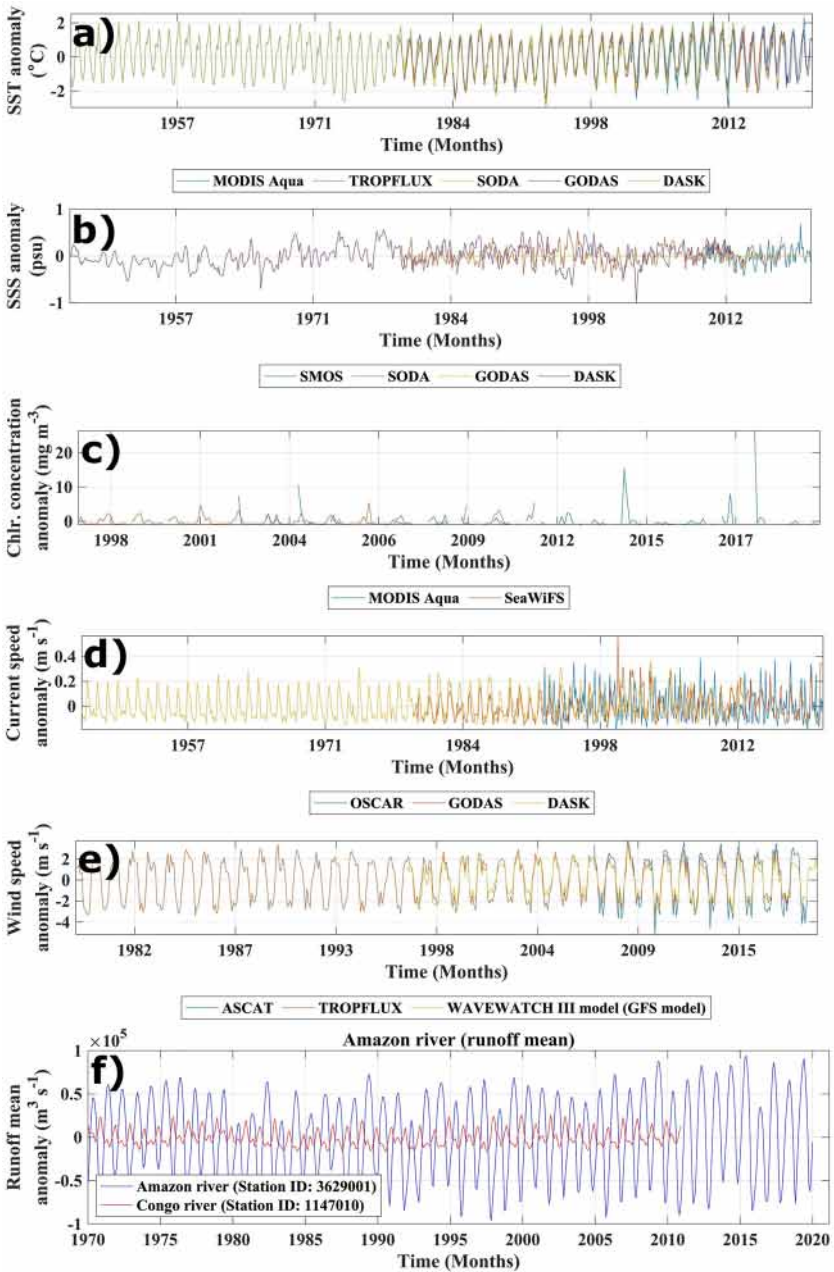 a)
SST anomaly
(°C)
2
0
-2
1957 1971 1984 1998 2012
Time (Months)
MODIS Aqua TROPFLUX SODA GODAS DASK
b)
SSS anomaly
(psu)
1
0
-1
1957 1971 1984 1998 2012
Time (Months)
SMOS SODA GODAS DASK
c)
Chlr. concentration
anomaly (mg m-3)
20
10
0
1998 2001 2004 2006 2009 2012 2015 2017
Time (Months)
MODIS Aqua SeaWiFS
d)
Current speed
anomaly (m s-1)
0.4
0.2
0
1957 1971 1984 1998 2012
Time (Months)
OSCAR GODAS DASK
e)
Wind speed
anomaly (m s-1)
2
0
-2
-4
1982 1987 1993 1998 2004 2009 2015
Time (Months)
ASCAT TROPFLUX WAVEWATCH III model (GFS model)
×10^5
Amazon river (runoff mean)
f)
Runoff mean
anomaly (m3 s-1)
1
0.5
0
-0.5
-1
Amazon river (Station ID: 3629001)
Congo river (Station ID: 1147010)
1970 1975 1980 1985 1990 1995 2000 2005 2010 2015 2020
Time (Months)